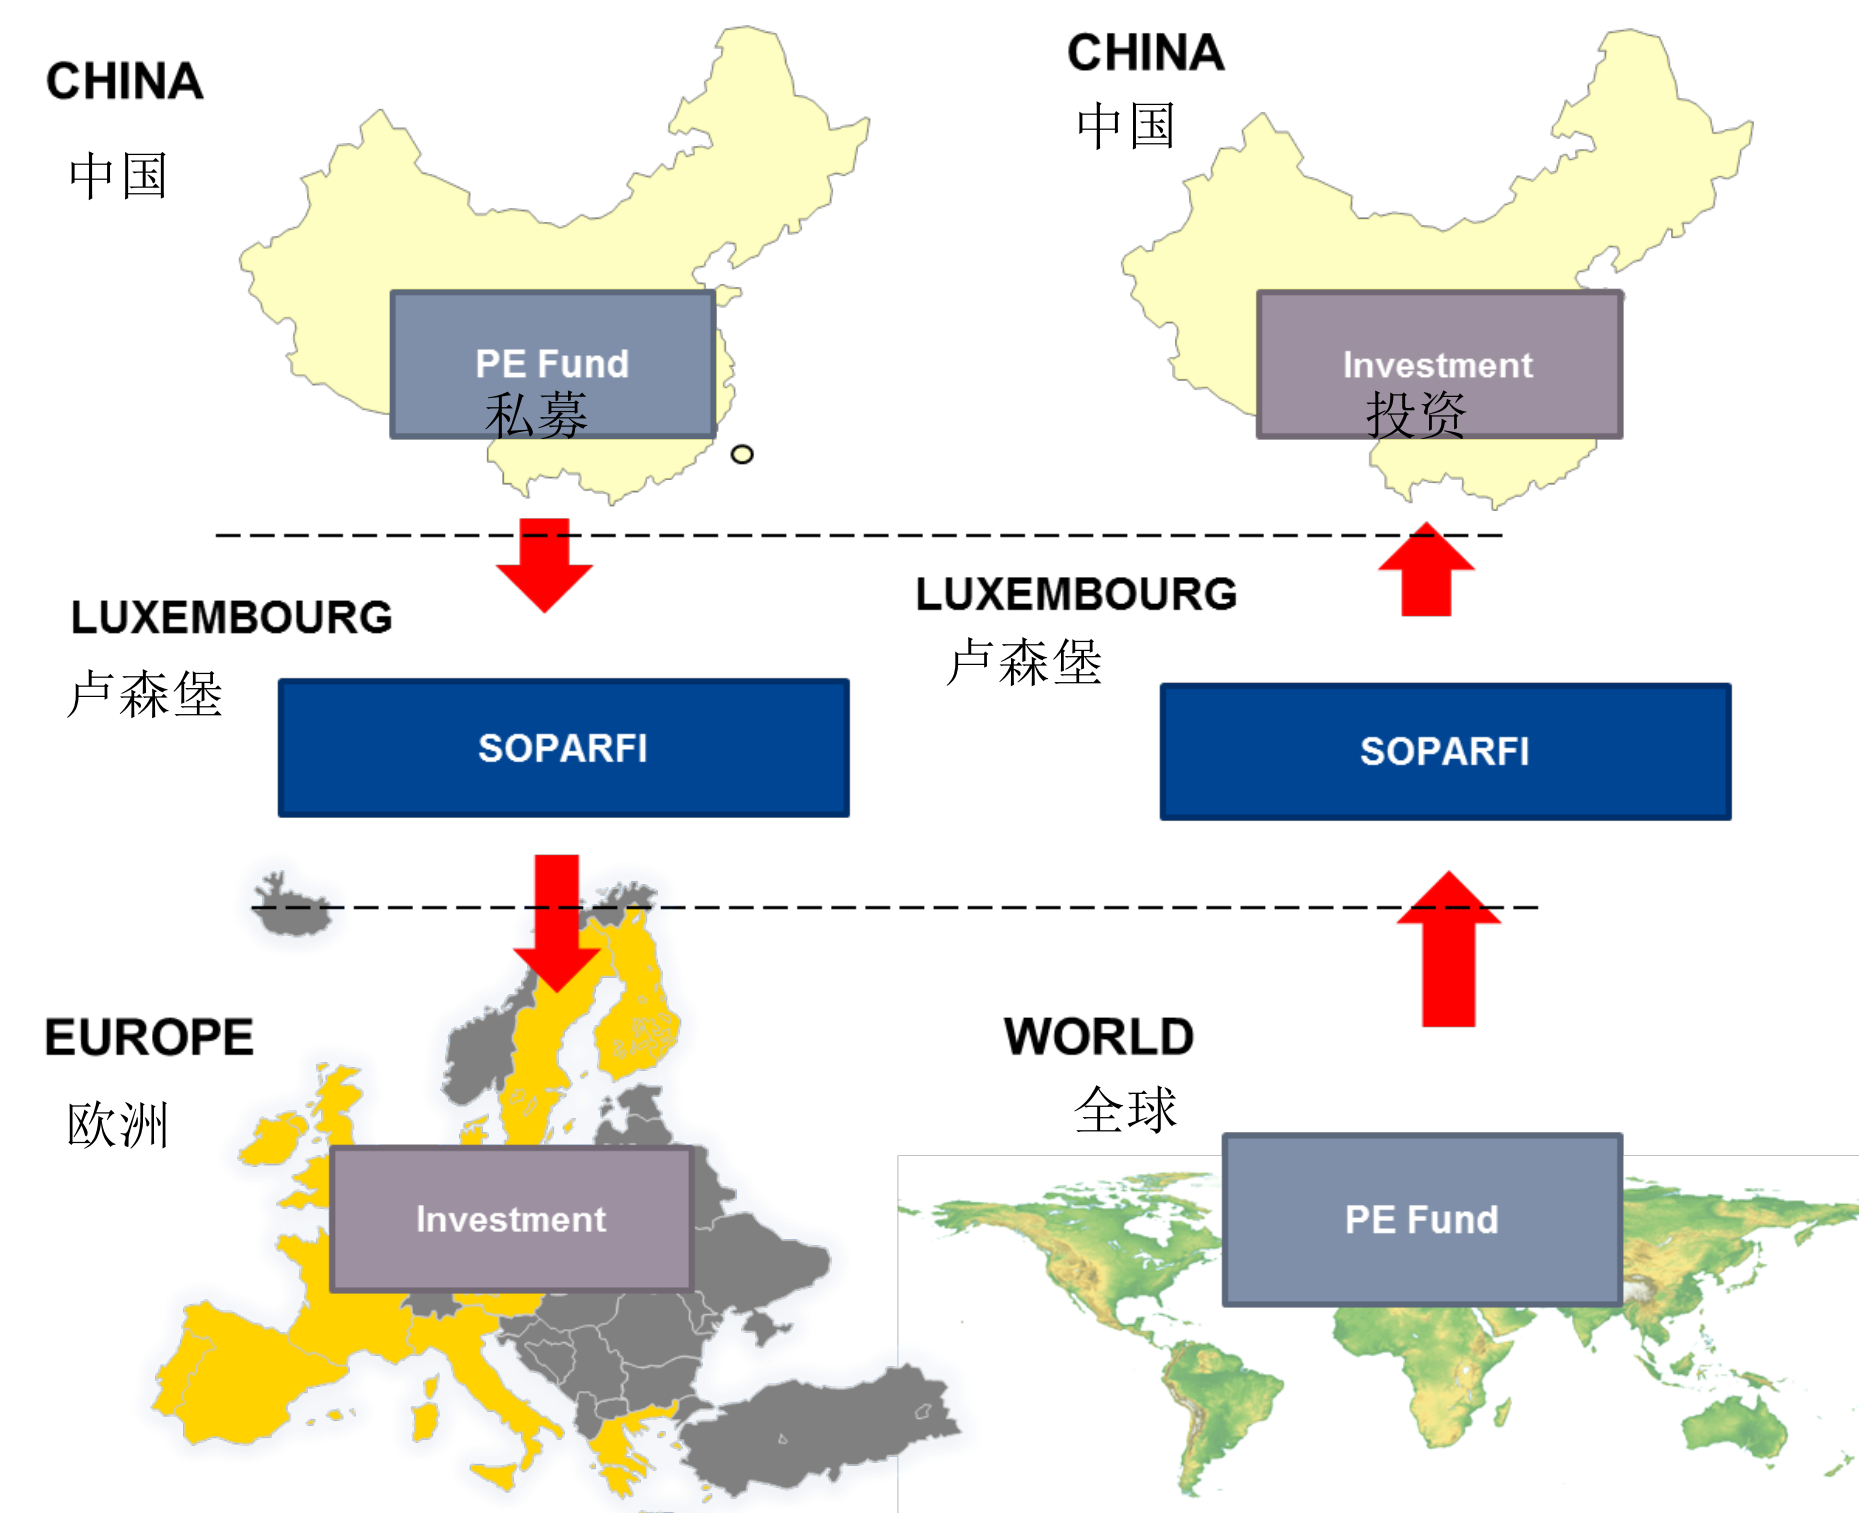 CHINA
中国
PE Fund
私募
LUXEMBOURG
卢森堡
SOPARFI
EUROPE
欧洲
Investment
CHINA
中国
Investment
投资
LUXEMBOURG
卢森堡
SOPARFI
WORLD
全球
PE Fund